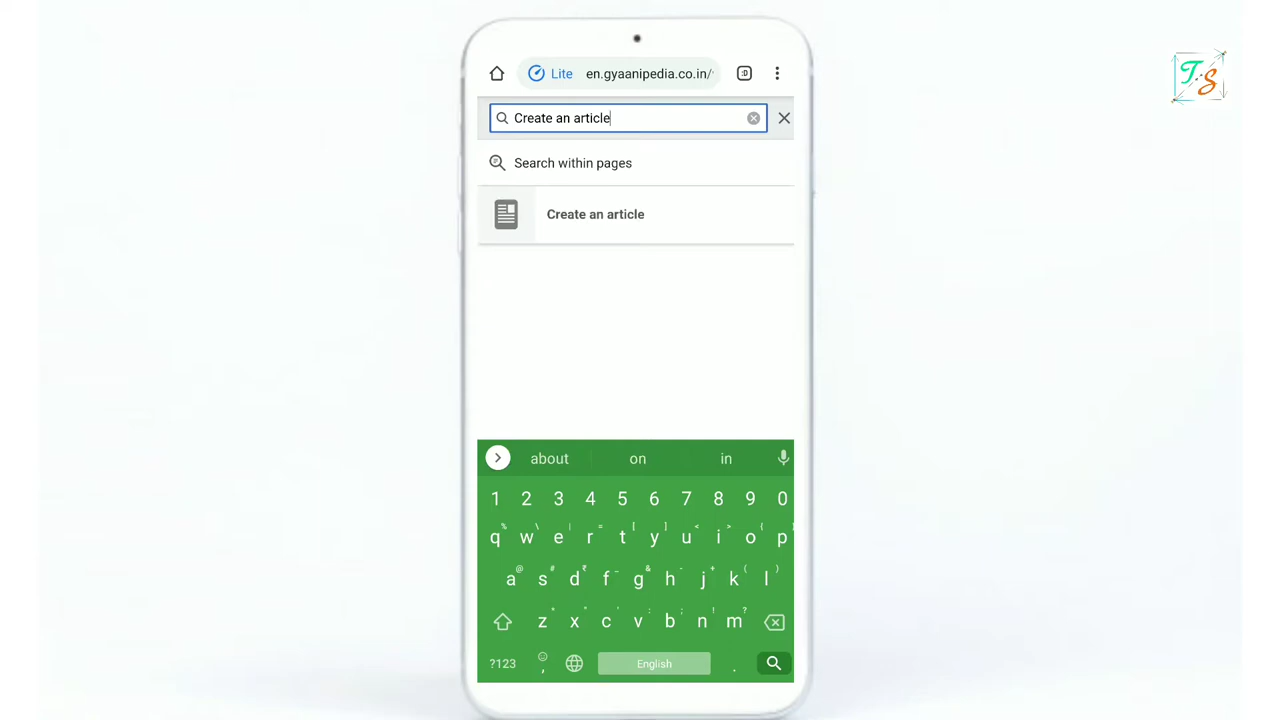 Lite en.gyaanipedia.co.in/ :D
T.S
Create an article
Search within pages
Create an article
about on in
1 2 3 4 5 6 7 8 9 0
% \ | = [ ] < > { }
q w e r t y u i o p
@ # ₹ _ & - + ( )
a s d f g h j k l
* " ' : ; ! ?
z x c v b n m
?123 , English .